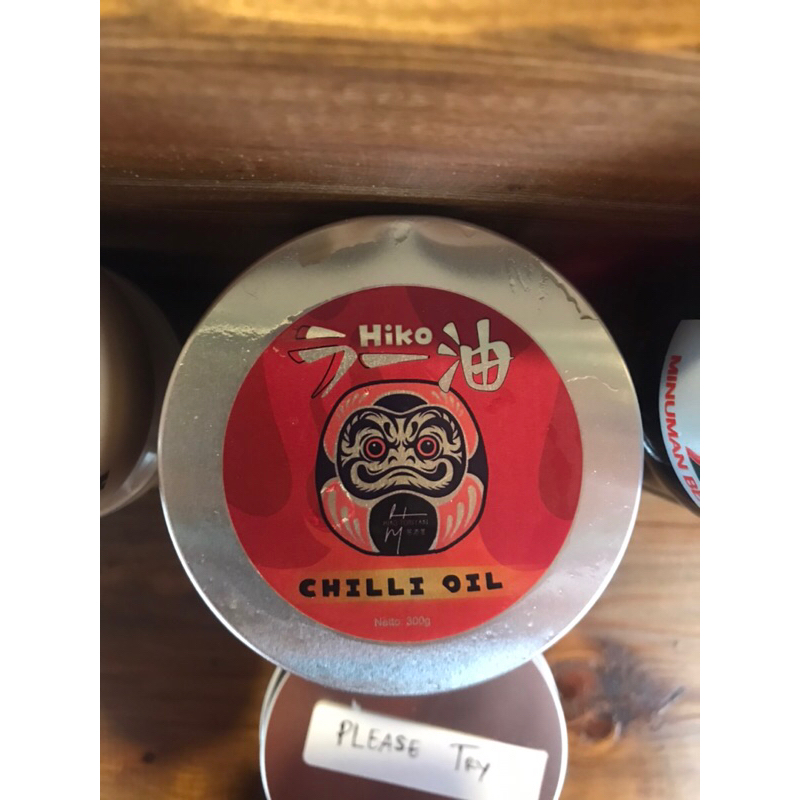 Hiko
ラー油
CHILLI OIL
Netto 300g
PLEASE TRY
MINUMAN